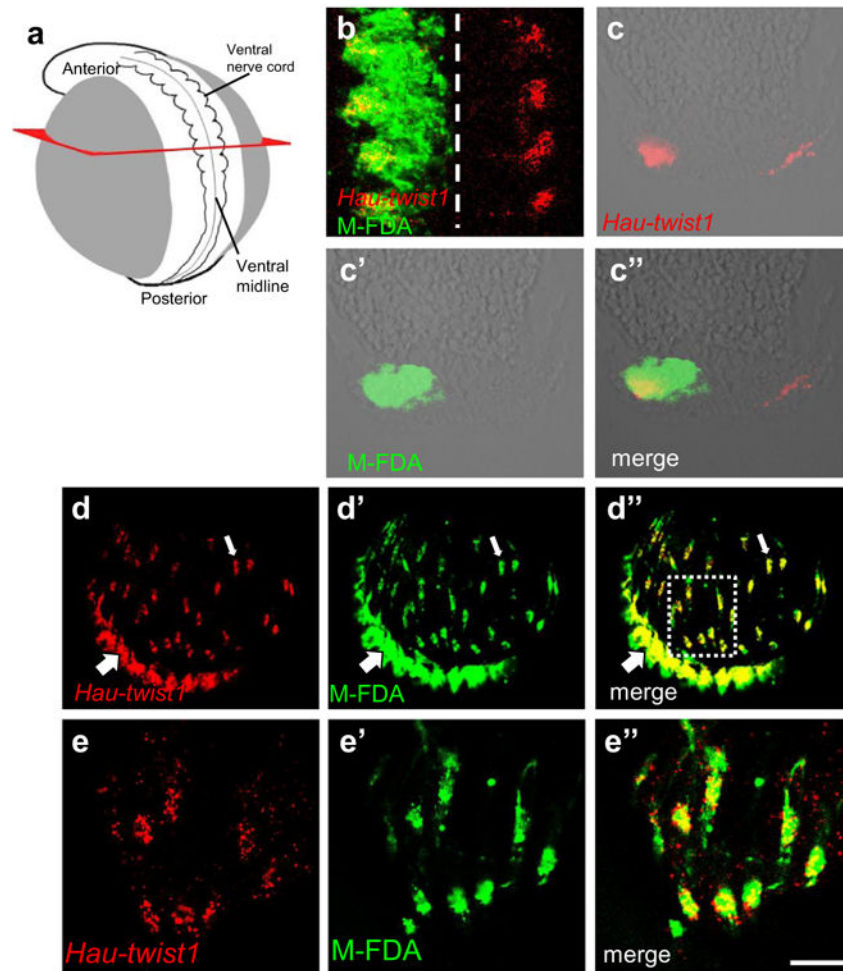 a
Anterior
Ventral
nerve cord
Ventral
midline
Posterior
b
Hau-twist1
M-FDA
c
Hau-twist1
c’
M-FDA
c’’
merge
d
Hau-twist1
d’
M-FDA
d’’
merge
e
Hau-twist1
e’
M-FDA
e’’
merge